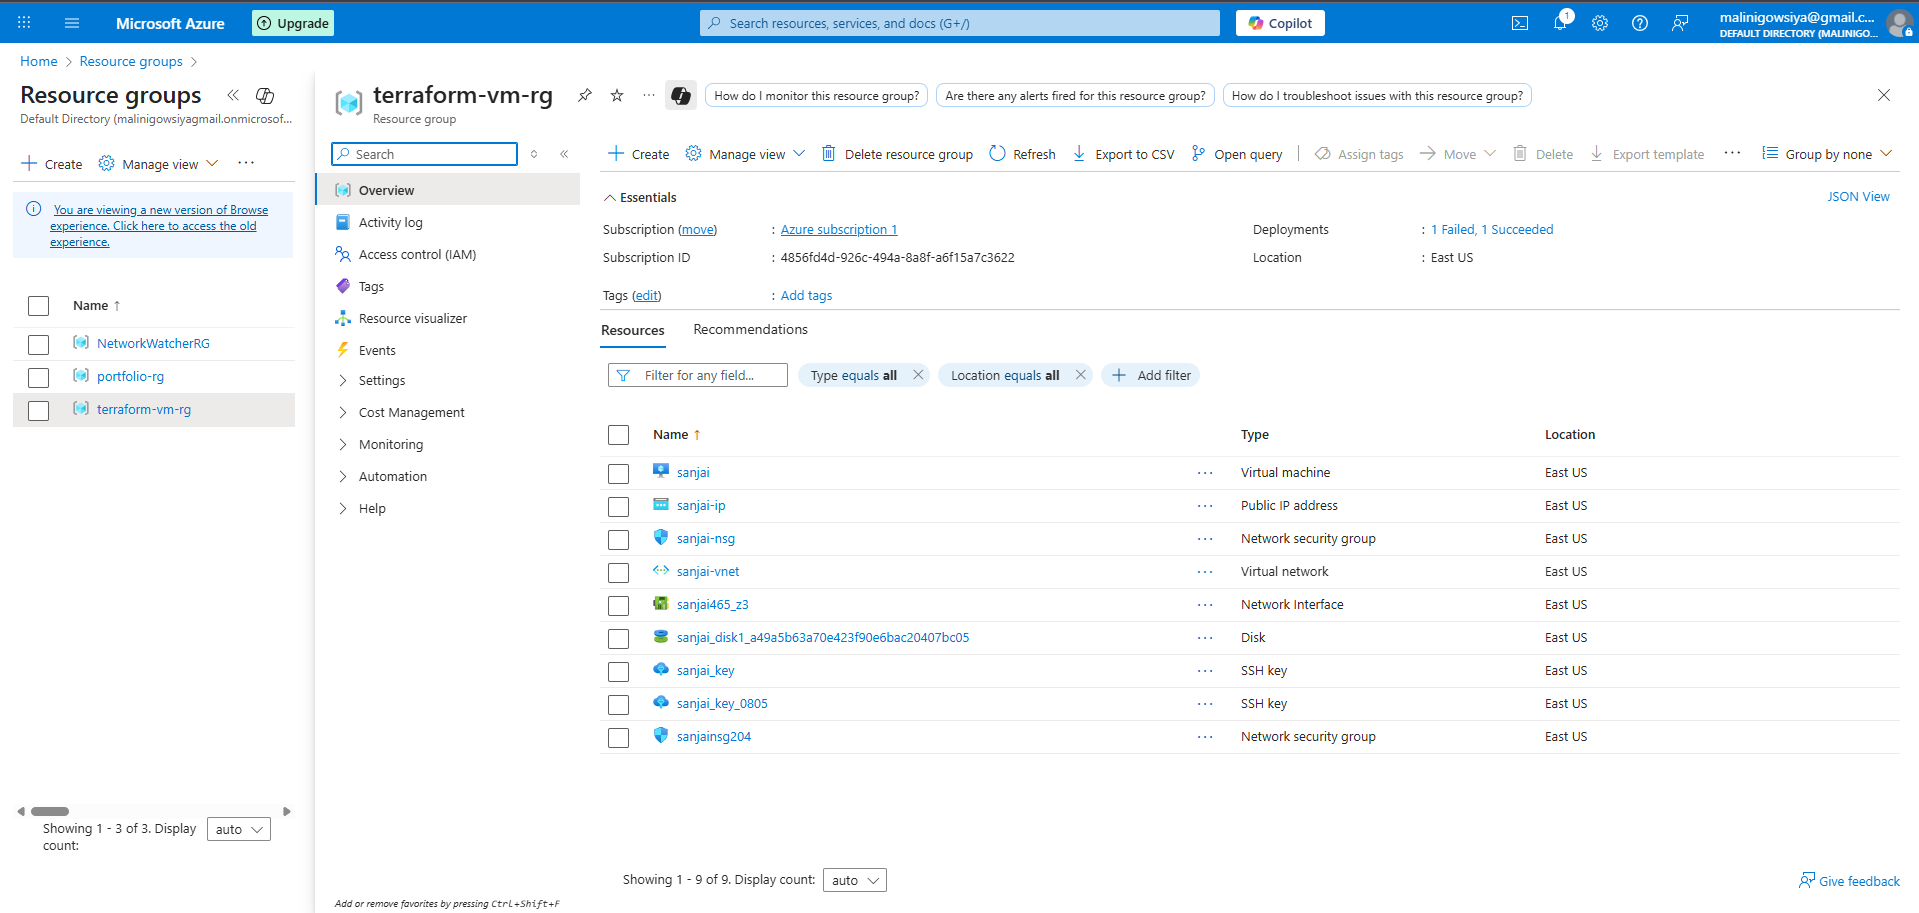 Microsoft Azure
Upgrade
Search resources, services, and docs (G+/)
Copilot
1
malinigowsiya@gmail.c...
DEFAULT DIRECTORY (MALINIGO...
Home > Resource groups >
Resource groups
Default Directory (malinigowsiyagmail.onmicrosof...
Create
Manage view
...
You are viewing a new version of Browse
experience. Click here to access the old
experience.
Name ↑
NetworkWatcherRG
portfolio-rg
terraform-vm-rg
Showing 1 - 3 of 3. Display
count:
auto
terraform-vm-rg
Resource group
...
How do I monitor this resource group?
Are there any alerts fired for this resource group?
How do I troubleshoot issues with this resource group?
Search
Overview
Activity log
Access control (IAM)
Tags
Resource visualizer
Events
Settings
Cost Management
Monitoring
Automation
Help
Add or remove favorites by pressing Ctrl+Shift+F
Create
Manage view
Delete resource group
Refresh
Export to CSV
Open query
Assign tags
Move
Delete
Export template
...
Group by none
Essentials
JSON View
Subscription (move) : Azure subscription 1
Subscription ID : 4856fd4d-926c-494a-8a8f-a6f15a7c3622
Tags (edit) : Add tags
Deployments : 1 Failed, 1 Succeeded
Location : East US
Resources
Recommendations
Filter for any field...
Type equals all
Location equals all
Add filter
Name ↑ Type Location
sanjai ... Virtual machine East US
sanjai-ip ... Public IP address East US
sanjai-nsg ... Network security group East US
sanjai-vnet ... Virtual network East US
sanjai465_z3 ... Network Interface East US
sanjai_disk1_a49a5b63a70e423f90e6bac20407bc05 ... Disk East US
sanjai_key ... SSH key East US
sanjai_key_0805 ... SSH key East US
sanjainsg204 ... Network security group East US
Showing 1 - 9 of 9. Display count:
auto
Give feedback